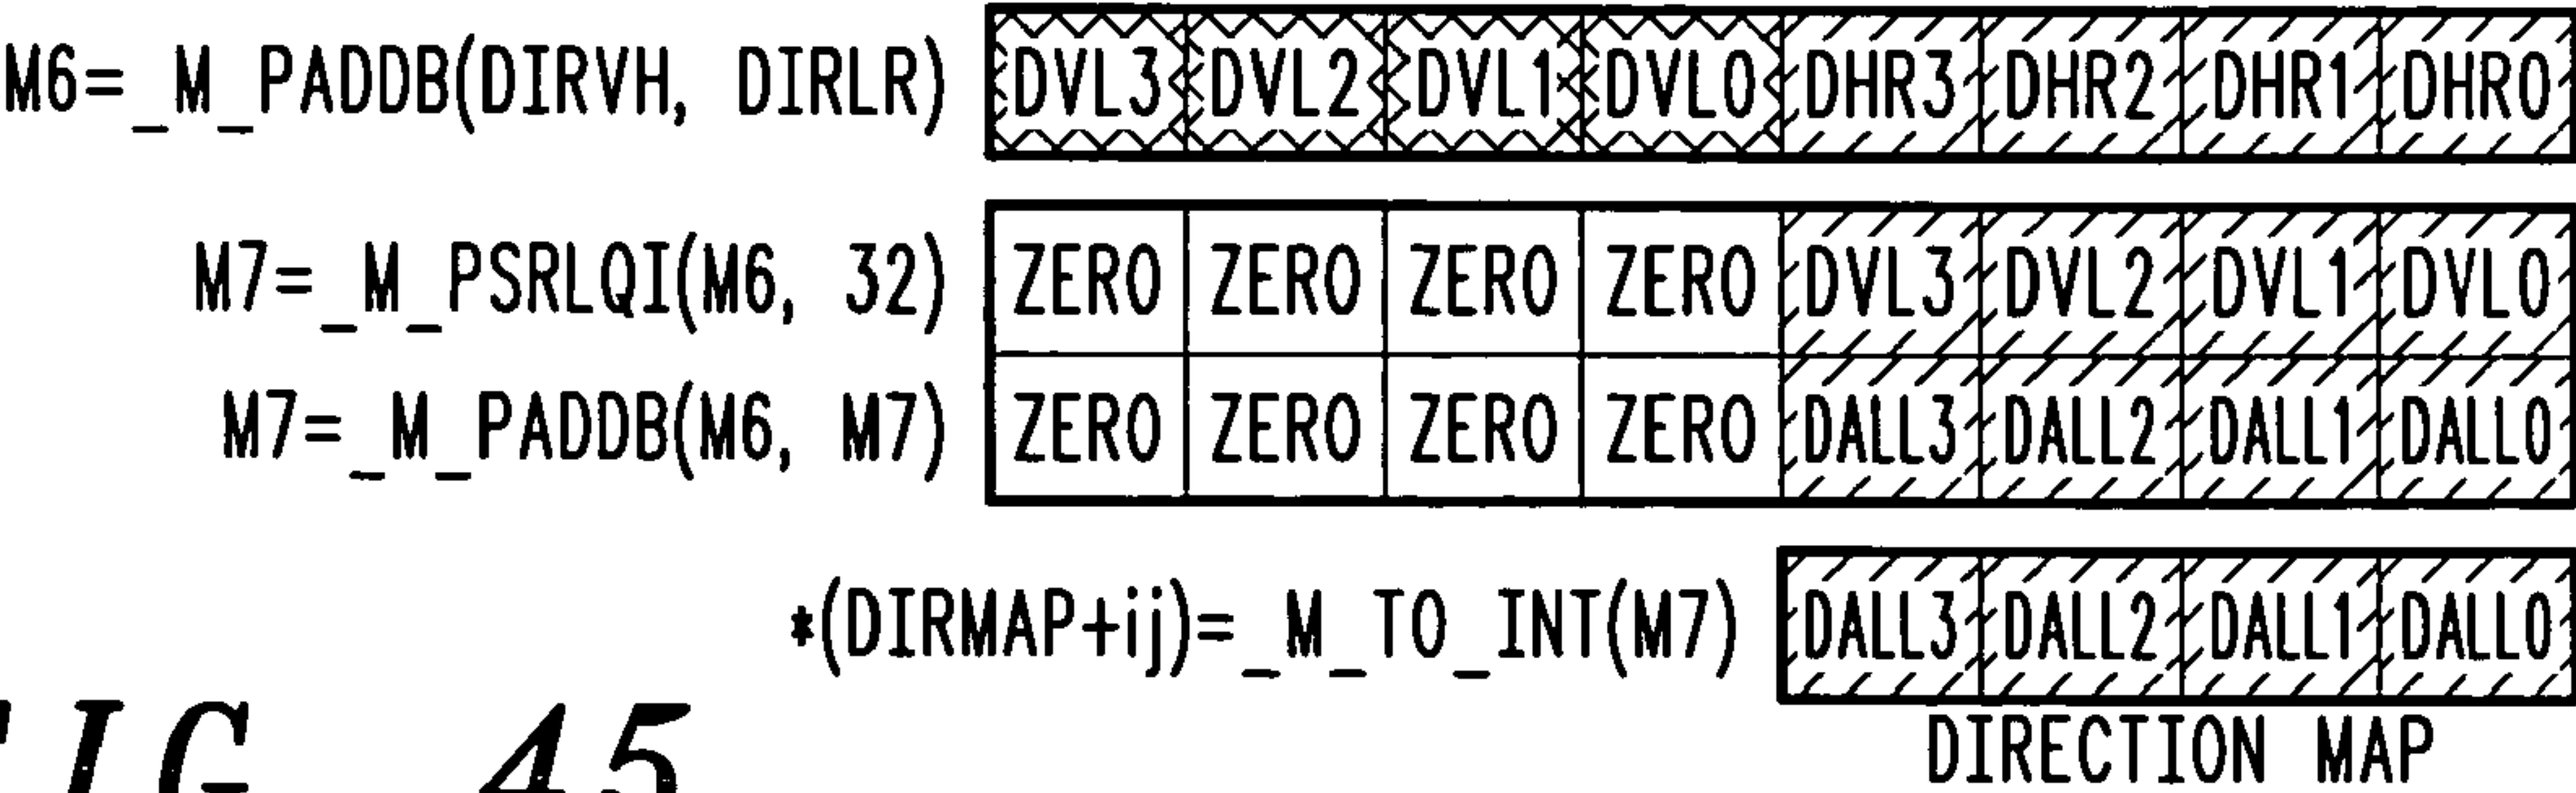 M6=_M_PADDB(DIRVH, DIRLR) DVL3 DVL2 DVL1 DVL0 DHR3 DHR2 DHR1 DHR0
M7=_M_PSRLQI(M6, 32) ZERO ZERO ZERO ZERO DVL3 DVL2 DVL1 DVL0
M7=_M_PADDB(M6, M7) ZERO ZERO ZERO ZERO DALL3 DALL2 DALL1 DALL0
*(DIRMAP+ij)=_M_TO_INT(M7) DALL3 DALL2 DALL1 DALL0
DIRECTION MAP
FIG 45